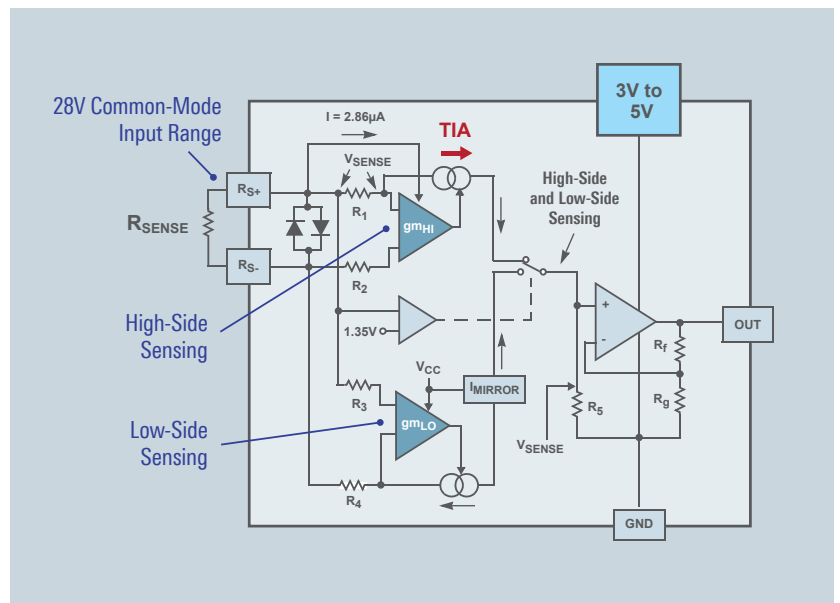 3V to
5V
28V Common-Mode
Input Range
I = 2.86µA
TIA
VSENSE
RS+
R1
gmHI
High-Side
and Low-Side
Sensing
RSENSE
RS-
R2
High-Side
Sensing
1.35V
+
-
OUT
Rf
VCC
IMIRROR
R3
R5
Rg
Low-Side
Sensing
gmLO
VSENSE
R4
GND